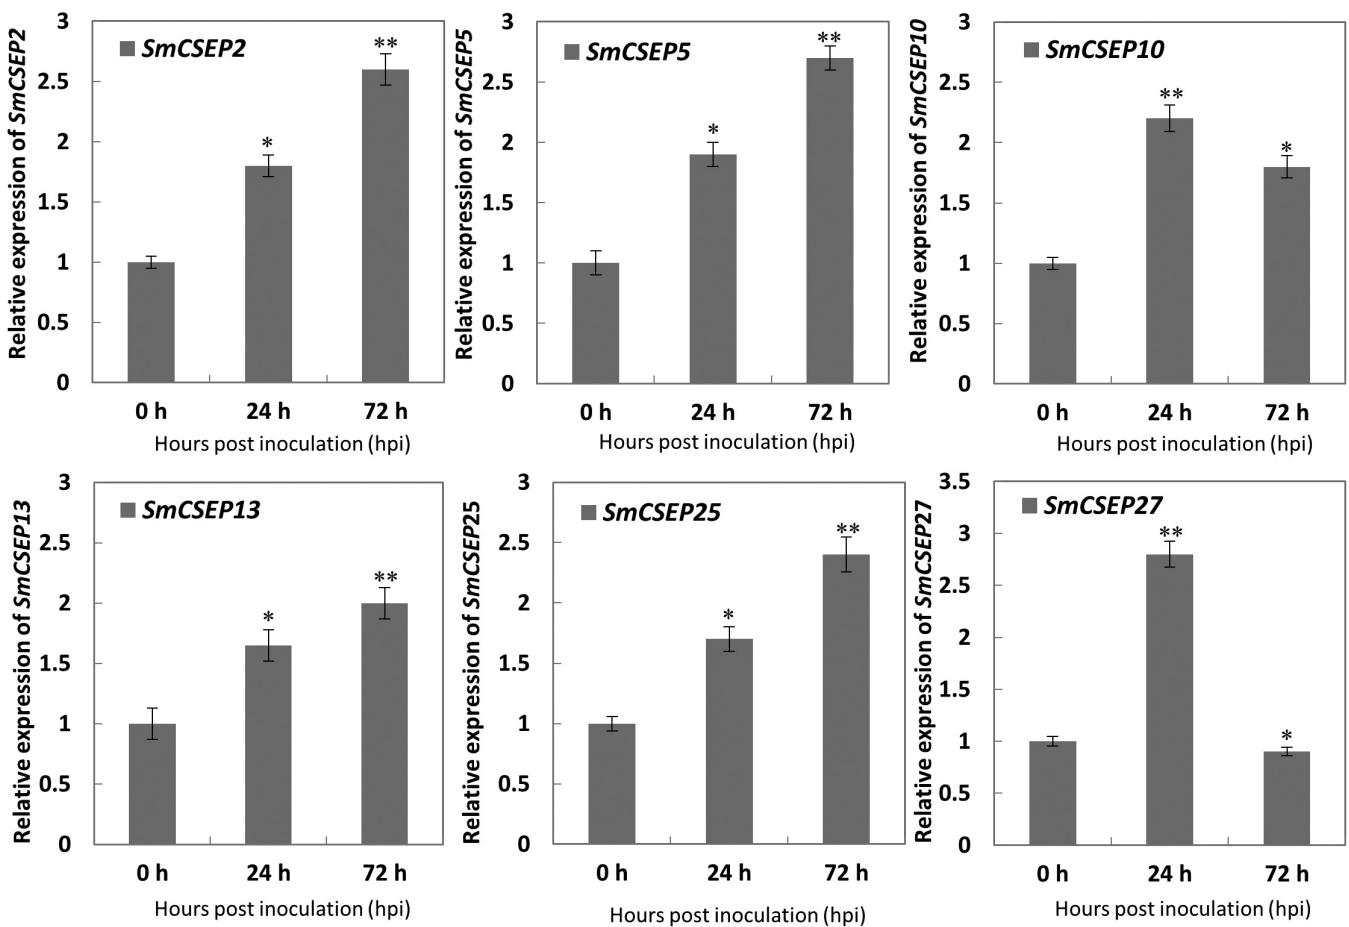 Relative expression of SmCSEP2
3
2.5
2
1.5
1
0.5
0
SmCSEP2
*
**
0 h 24 h 72 h
Hours post inoculation (hpi)
Relative expression of SmCSEP5
3
2.5
2
1.5
1
0.5
0
SmCSEP5
*
**
0 h 24 h 72 h
Hours post inoculation (hpi)
Relative expression of SmCSEP10
3
2.5
2
1.5
1
0.5
0
SmCSEP10
**
*
0 h 24 h 72 h
Hours post inoculation (hpi)
Relative expression of SmCSEP13
3
2.5
2
1.5
1
0.5
0
SmCSEP13
*
**
0 h 24 h 72 h
Hours post inoculation (hpi)
Relative expression of SmCSEP25
3
2.5
2
1.5
1
0.5
0
SmCSEP25
*
**
0 h 24 h 72 h
Hours post inoculation (hpi)
Relative expression of SmCSEP27
3.5
3
2.5
2
1.5
1
0.5
0
SmCSEP27
**
*
0 h 24 h 72 h
Hours post inoculation (hpi)